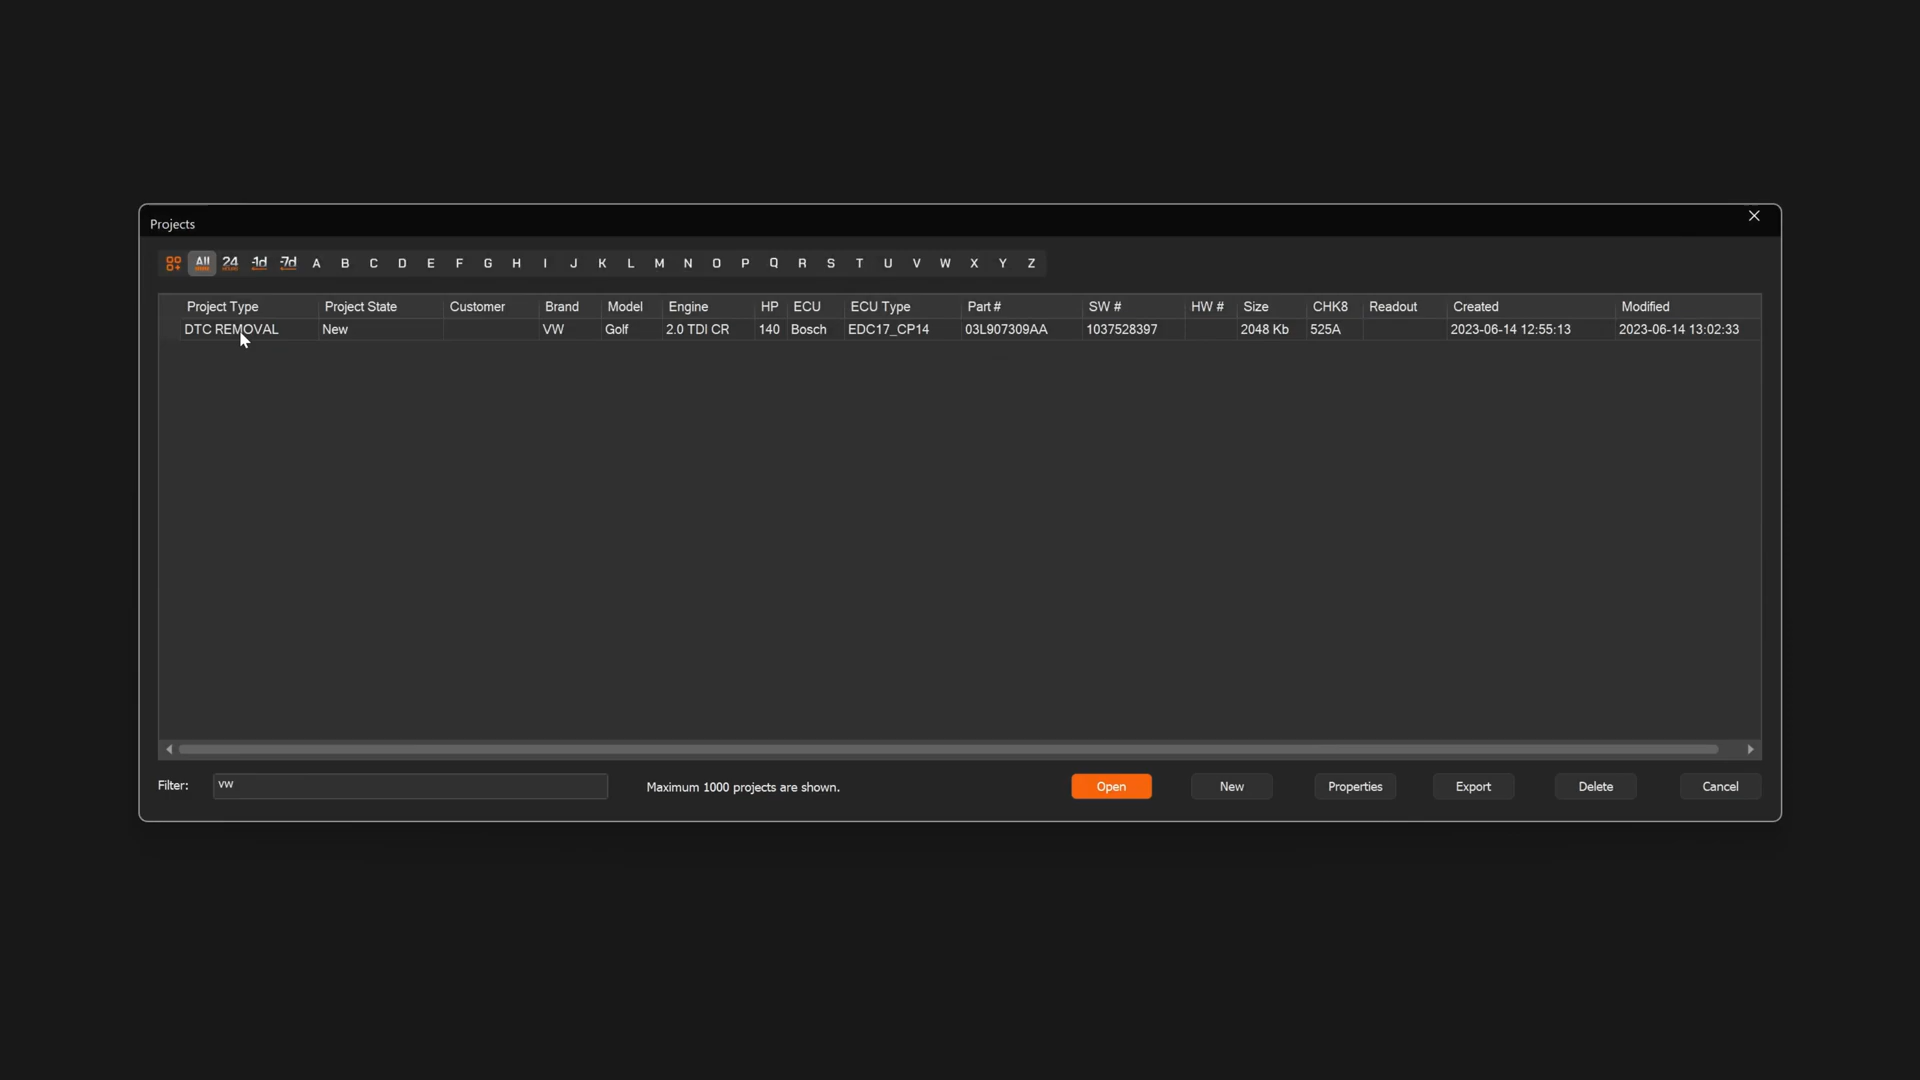 Projects
All 24 -1d -7d A B C D E F G H I J K L M N O P Q R S T U V W X Y Z
Project Type Project State Customer Brand Model Engine HP ECU ECU Type Part # SW # HW # Size CHK8 Readout Created Modified
DTC REMOVAL New VW Golf 2.0 TDI CR 140 Bosch EDC17_CP14 03L907309AA 1037528397 2048 Kb 525A 2023-06-14 12:55:13 2023-06-14 13:02:33
Filter: vw Maximum 1000 projects are shown. Open New Properties Export Delete Cancel